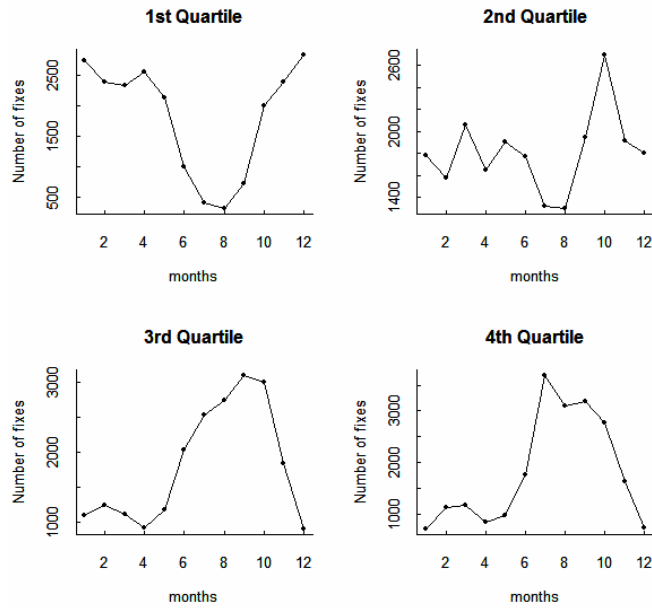 1st Quartile
Number of fixes
2500
1500
500
2 4 6 8 10 12
months
2nd Quartile
Number of fixes
2600
2000
1400
2 4 6 8 10 12
months
3rd Quartile
Number of fixes
3000
2000
1000
2 4 6 8 10 12
months
4th Quartile
Number of fixes
3000
2000
1000
2 4 6 8 10 12
months